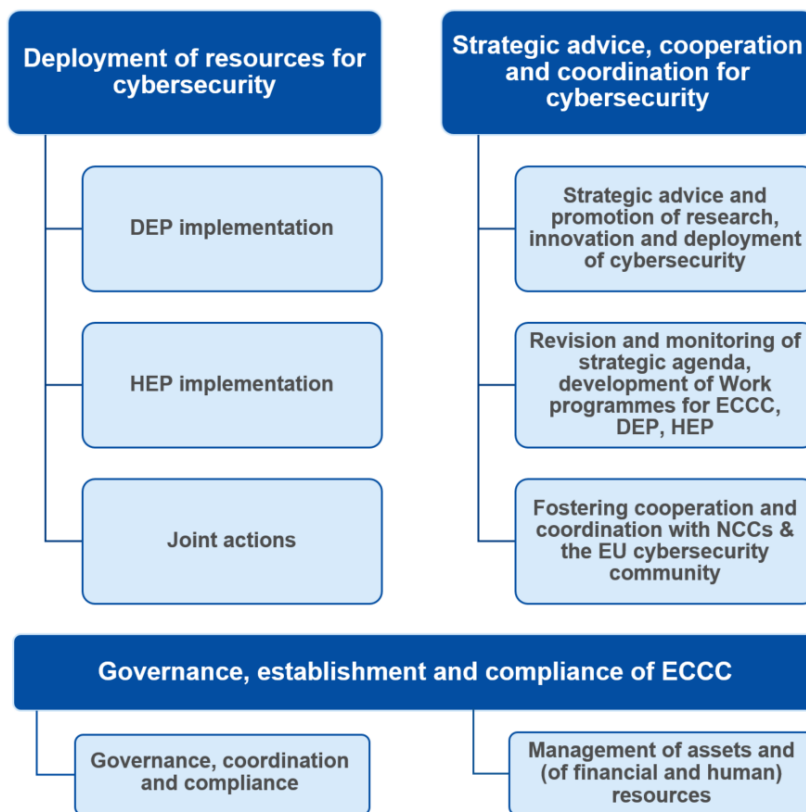 Deployment of resources for
cybersecurity
DEP implementation
HEP implementation
Joint actions
Strategic advice, cooperation
and coordination for
cybersecurity
Strategic advice and
promotion of research,
innovation and deployment
of cybersecurity
Revision and monitoring of
strategic agenda,
development of Work
programmes for ECCC,
DEP, HEP
Fostering cooperation and
coordination with NCCs &
the EU cybersecurity
community
Governance, establishment and compliance of ECCC
Governance, coordination
and compliance
Management of assets and
(of financial and human)
resources